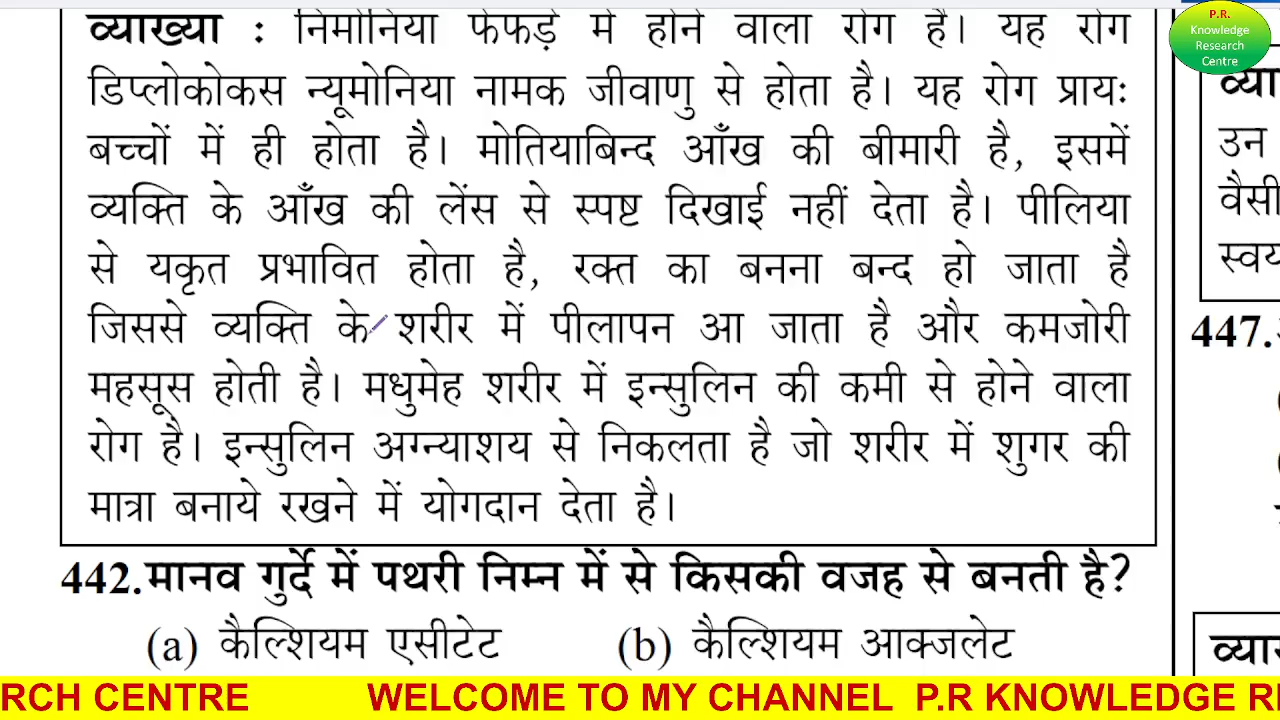 व्याख्या : निमोनिया फेफड़े में होने वाला रोग है। यह रोग
डिप्लोकोकस न्यूमोनिया नामक जीवाणु से होता है। यह रोग प्रायः
बच्चों में ही होता है। मोतियाबिन्द आँख की बीमारी है, इसमें
व्यक्ति के आँख की लेंस से स्पष्ट दिखाई नहीं देता है। पीलिया
से यकृत प्रभावित होता है, रक्त का बनना बन्द हो जाता है
जिससे व्यक्ति के शरीर में पीलापन आ जाता है और कमजोरी
महसूस होती है। मधुमेह शरीर में इन्सुलिन की कमी से होने वाला
रोग है। इन्सुलिन अग्न्याशय से निकलता है जो शरीर में शुगर की
मात्रा बनाये रखने में योगदान देता है।
442. मानव गुर्दे में पथरी निम्न में से किसकी वजह से बनती है?
(a) कैल्शियम एसीटेट (b) कैल्शियम आक्जलेट
P.R.
Knowledge
Research
Centre
व्या
उन
वैसी
स्वय
447.
व्या
RCH CENTRE WELCOME TO MY CHANNEL P.R KNOWLEDGE RE